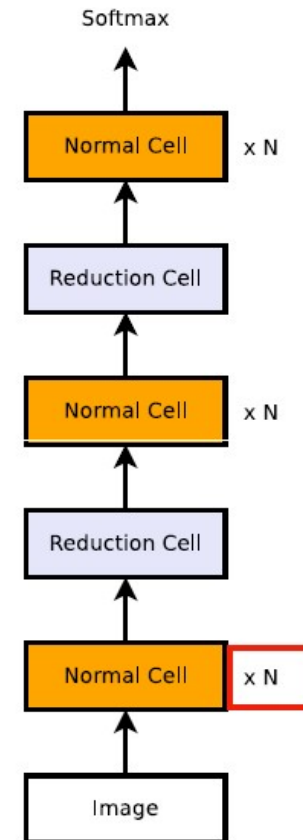 Softmax
Normal Cell x N
Reduction Cell
Normal Cell x N
Reduction Cell
Normal Cell x N
Image